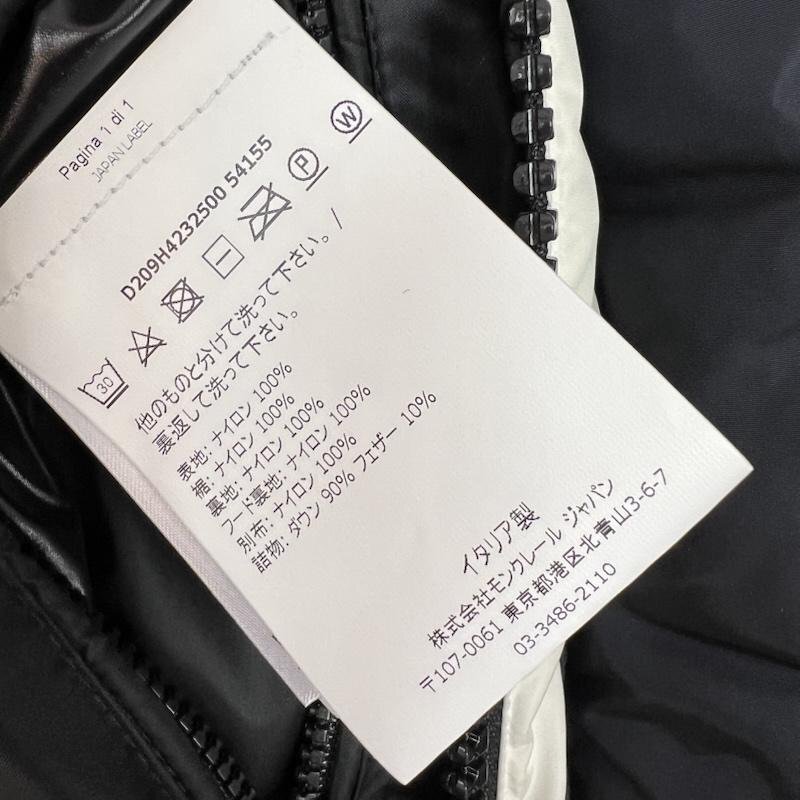 Pagina 1 di 1
JAPAN LABEL
D209H4232500 54155
30
W
P
他のものと分けて洗って下さい。/
裏返して洗って下さい。
表地: ナイロン 100%
裾: ナイロン 100%
裏地: ナイロン 100%
フード裏地: ナイロン 100%
別布: ナイロン 100%
詰物: ダウン 90% フェザー 10%
イタリア製
株式会社モンクレール ジャパン
〒107-0061 東京都港区北青山3-6-7
03-3486-2110